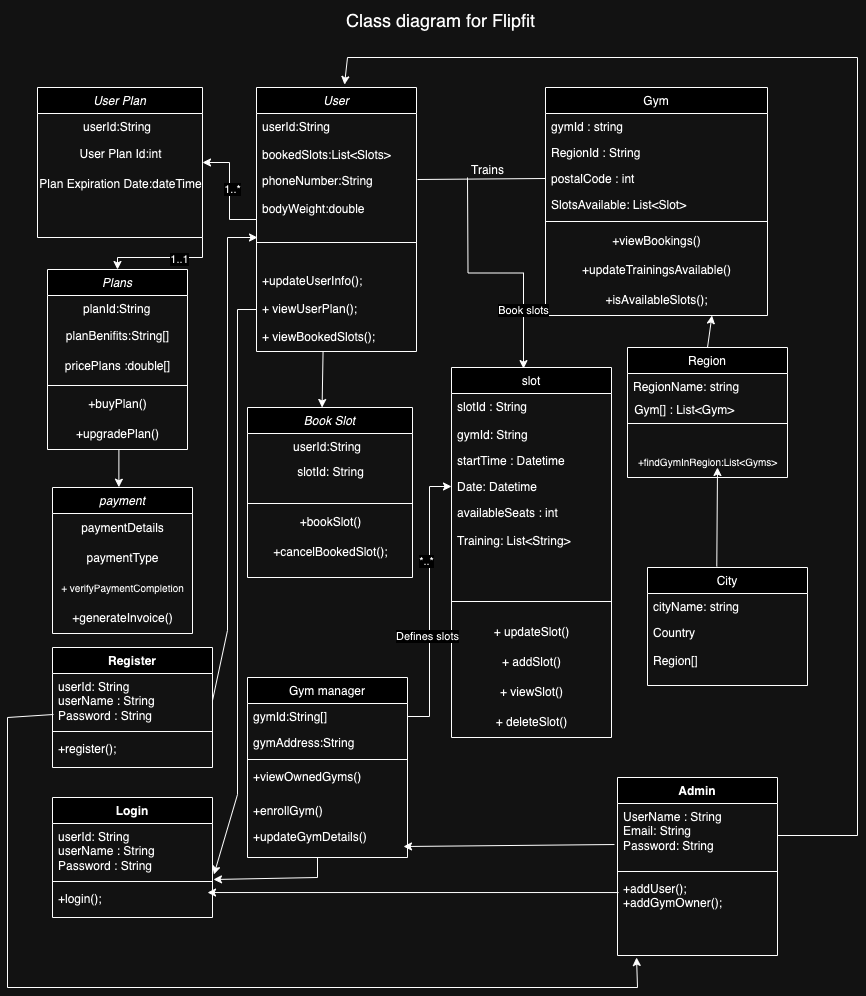 Class diagram for Flipfit
User Plan
userId:String
User Plan Id:int
Plan Expiration Date:dateTime
User
userId:String
bookedSlots:List<Slots>
phoneNumber:String
bodyWeight:double
+updateUserInfo();
+ viewUserPlan();
+ viewBookedSlots();
Gym
gymId : string
RegionId : String
postalCode : int
SlotsAvailable: List<Slot>
+viewBookings()
+updateTrainingsAvailable()
+isAvailableSlots();
Trains
1..*
1..1
Book slots
Plans
planId:String
planBenifits:String[]
pricePlans :double[]
+buyPlan()
+upgradePlan()
Book Slot
userId:String
slotId: String
+bookSlot()
+cancelBookedSlot();
slot
slotId : String
gymId: String
startTime : Datetime
Date: Datetime
availableSeats : int
Training: List<String>
+ updateSlot()
+ addSlot()
+ viewSlot()
+ deleteSlot()
Region
RegionName: string
Gym[] : List<Gym>
+findGymInRegion:List<Gyms>
payment
paymentDetails
paymentType
+ verifyPaymentCompletion
+generateInvoice()
City
cityName: string
Country
Region[]
*..*
Defines slots
Register
userId: String
userName : String
Password : String
+register();
Gym manager
gymId:String[]
gymAddress:String
+viewOwnedGyms()
+enrollGym()
+updateGymDetails()
Login
userId: String
userName : String
Password : String
+login();
Admin
UserName : String
Email: String
Password: String
+addUser();
+addGymOwner();